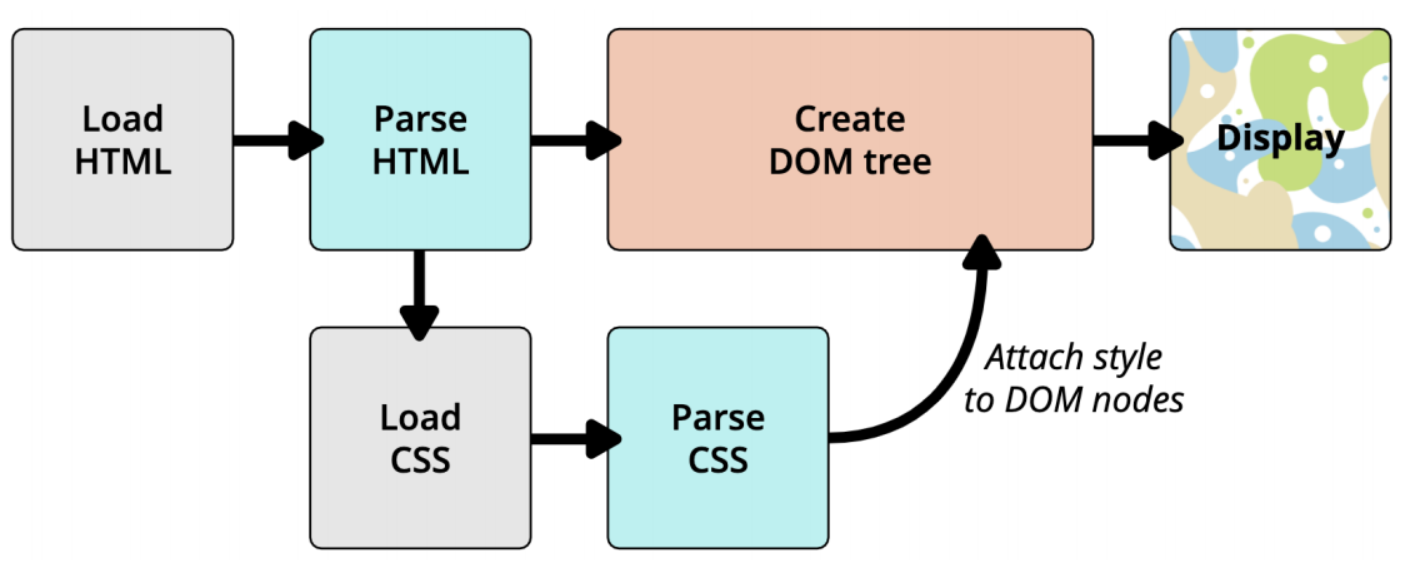 Load
HTML
Parse
HTML
Create
DOM tree
Display
Load
CSS
Parse
CSS
Attach style
to DOM nodes